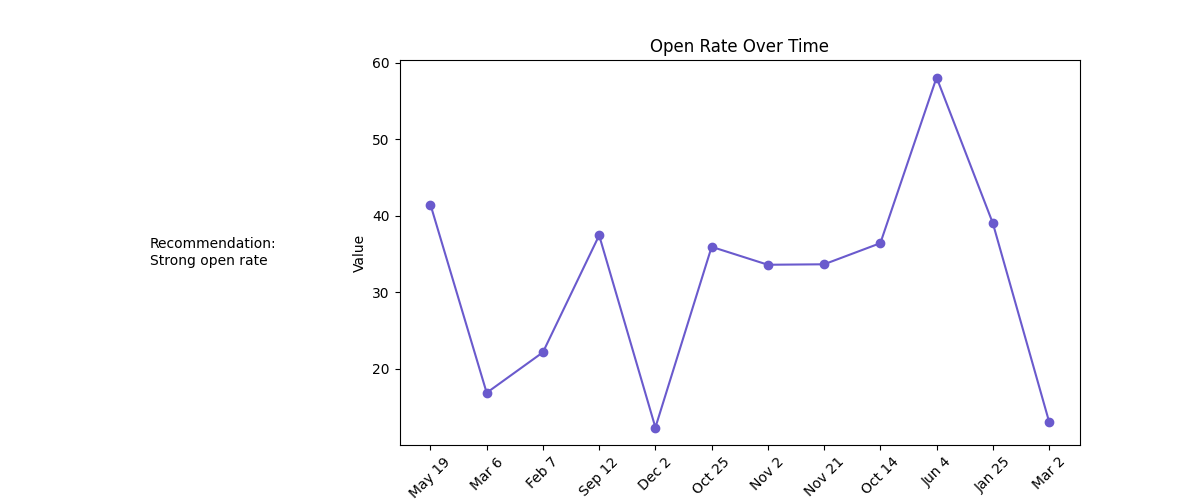 Open Rate Over Time
Recommendation:
Strong open rate
Value
60
50
40
30
20
May 19
Mar 6
Feb 7
Sep 12
Dec 2
Oct 25
Nov 2
Nov 21
Oct 14
Jun 4
Jan 25
Mar 2